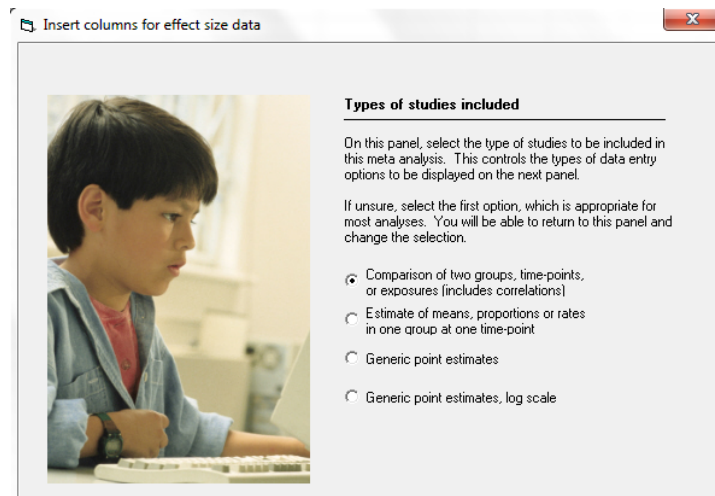 Insert columns for effect size data
Types of studies included
On this panel, select the type of studies to be included in
this meta analysis. This controls the types of data entry
options to be displayed on the next panel.
If unsure, select the first option, which is appropriate for
most analyses. You will be able to return to this panel and
change the selection.
Comparison of two groups, time-points,
or exposures (includes correlations)
Estimate of means, proportions or rates
in one group at one time-point
Generic point estimates
Generic point estimates, log scale